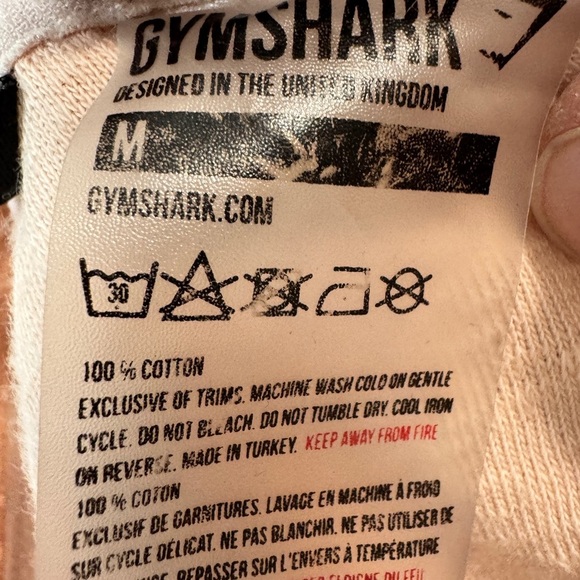 GYMSHARK
DESIGNED IN THE UNITED KINGDOM
M
GYMSHARK.COM
30
100 % COTTON
EXCLUSIVE OF TRIMS. MACHINE WASH COLD ON GENTLE
CYCLE. DO NOT BLEACH. DO NOT TUMBLE DRY. COOL IRON
ON REVERSE. MADE IN TURKEY. KEEP AWAY FROM FIRE
100 % COTON
EXCLUSIF DE GARNITURES. LAVAGE EN MACHINE À FROID
SUR CYCLE DÉLICAT. NE PAS BLANCHIR. NE PAS UTILISER DE
REPASSER SUR L'ENVERS À TEMPÉRATURE
DU FEU